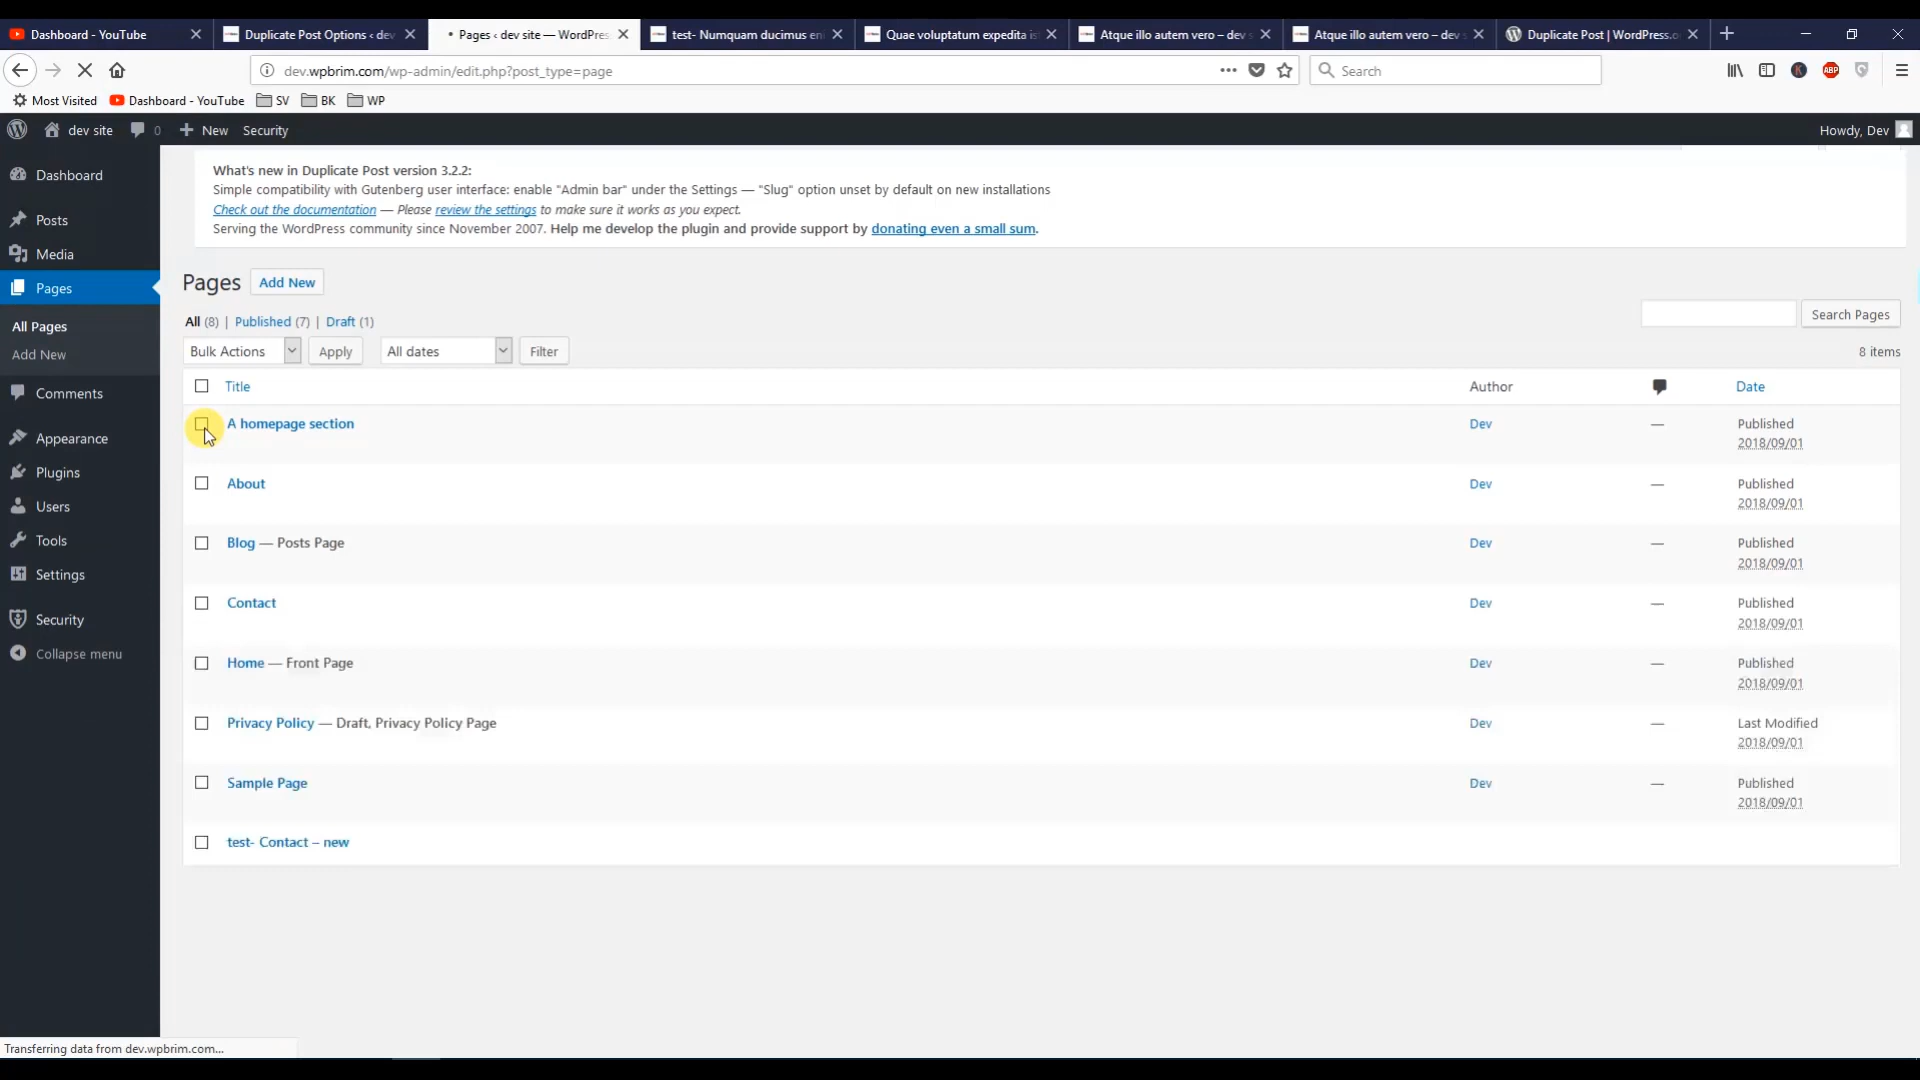 Dashboard - YouTube
Duplicate Post Options ‹ dev
Pages ‹ dev site — WordPres
test- Numquam ducimus eni
Quae voluptatum expedita is
Atque illo autem vero – dev s
Atque illo autem vero – dev s
Duplicate Post | WordPress.o
dev.wpbrim.com/wp-admin/edit.php?post_type=page
Search
ABP
Most Visited
Dashboard - YouTube
SV
BK
WP
dev site
0
New
Security
Howdy, Dev
Dashboard
Posts
Media
Pages
All Pages
Add New
Comments
Appearance
Plugins
Users
Tools
Settings
Security
Collapse menu
What's new in Duplicate Post version 3.2.2:
Simple compatibility with Gutenberg user interface: enable "Admin bar" under the Settings — "Slug" option unset by default on new installations
Check out the documentation — Please review the settings to make sure it works as you expect.
Serving the WordPress community since November 2007. Help me develop the plugin and provide support by donating even a small sum.
Pages
Add New
All (8) | Published (7) | Draft (1)
Search Pages
Bulk Actions
Apply
All dates
Filter
8 items
Title
Author
Date
A homepage section
Dev
—
Published
2018/09/01
About
Dev
—
Published
2018/09/01
Blog — Posts Page
Dev
—
Published
2018/09/01
Contact
Dev
—
Published
2018/09/01
Home — Front Page
Dev
—
Published
2018/09/01
Privacy Policy — Draft, Privacy Policy Page
Dev
—
Last Modified
2018/09/01
Sample Page
Dev
—
Published
2018/09/01
test- Contact – new
Transferring data from dev.wpbrim.com...